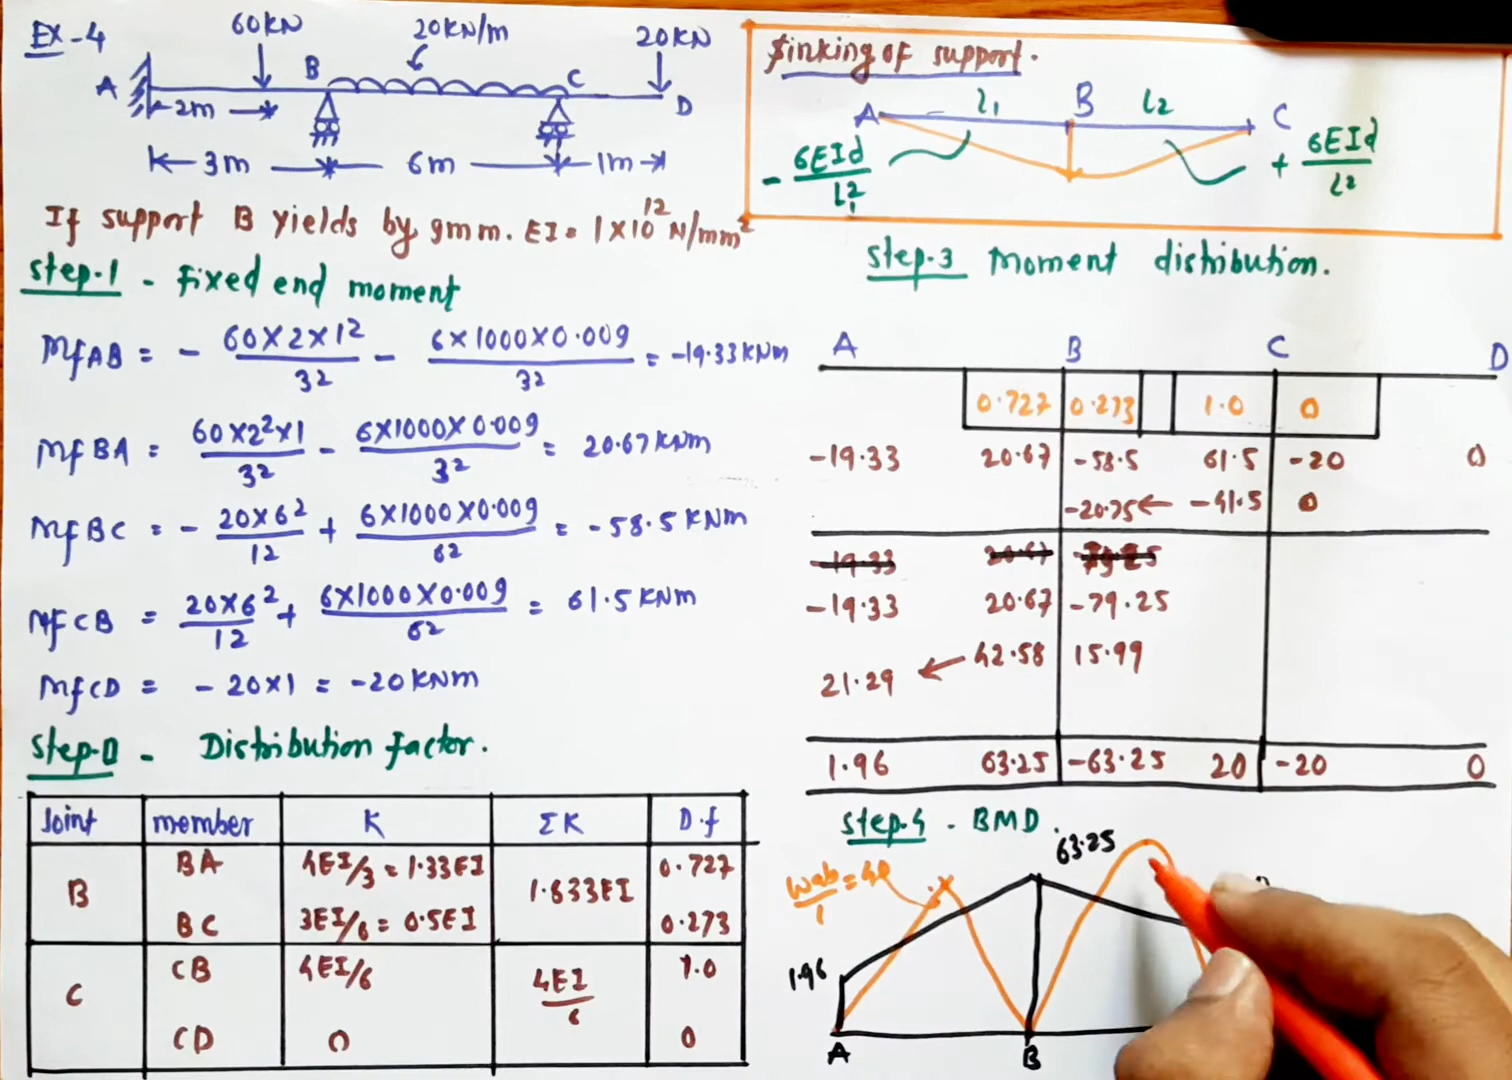 EX-4
60KN
20KN/m
20KN
A
B
C
D
2m
3m
6m
1m
If support B yields by 9mm. EI = 1×10¹² N/mm²
Step-1 - Fixed end moment
MfAB = - 60×2×1²/3² - 6×1000×0.009/3² = -19.33 KNm
MfBA = 60×2²×1/3² - 6×1000×0.009/3² = 20.67 KNm
MfBC = - 20×6²/12 + 6×1000×0.009/6² = -58.5 KNm
MfCB = 20×6²/12 + 6×1000×0.009/6² = 61.5 KNm
MfCD = - 20×1 = -20 KNm
Step-2 - Distribution factor.
Joint member K ΣK D.f
B BA 4EI/3 = 1.33EI 1.833EI 0.727
BC 3EI/6 = 0.5EI 0.273
C CB 4EI/6 4EI/6 1.0
CD 0 0
Sinking of support.
A l₁ B l₂ C
- 6EId/l₁²
+ 6EId/l²
Step-3 Moment distribution.
A B C D
0.727 0.273 1.0 0
-19.33 20.67 -58.5 61.5 -20 0
-20.75 ← -41.5 0
-19.33 20.67 -79.25
-19.33 20.67 -79.25
21.29 ← 42.58 15.99
1.96 63.25 -63.25 20 -20 0
Step-4 - BMD.
Wab/l = 40
63.25
1.96
A
B